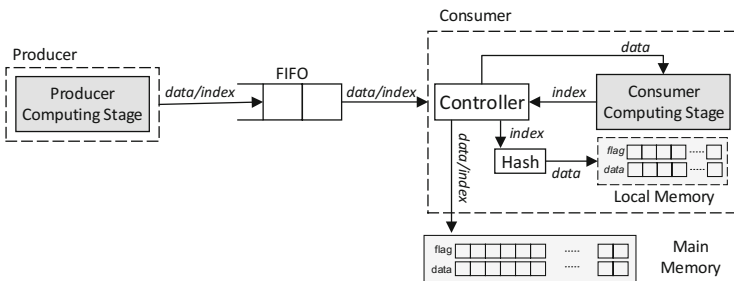 Consumer
Producer
data
FIFO
Producer
Computing Stage
data/index
data/index
Controller
index
Consumer
Computing Stage
data/index
index
Hash
data
flag
.....
data
.....
Local Memory
flag
.....
data
.....
Main
Memory